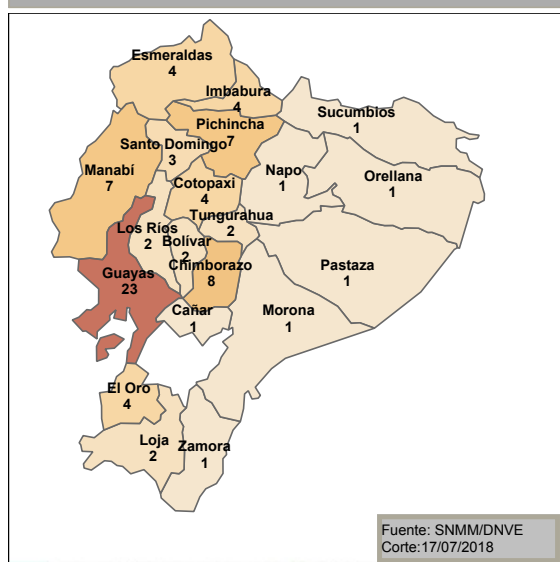 Esmeraldas
4
Imbabura
4
Sucumbios
1
Pichincha
7
Santo Domingo
3
Manabí
7
Napo
1
Orellana
1
Cotopaxi
4
Tungurahua
2
Los Ríos
2
Bolívar
2
Chimborazo
8
Guayas
23
Pastaza
1
Cañar
1
Morona
1
El Oro
4
Loja
2
Zamora
1
Fuente: SNMM/DNVE
Corte:17/07/2018